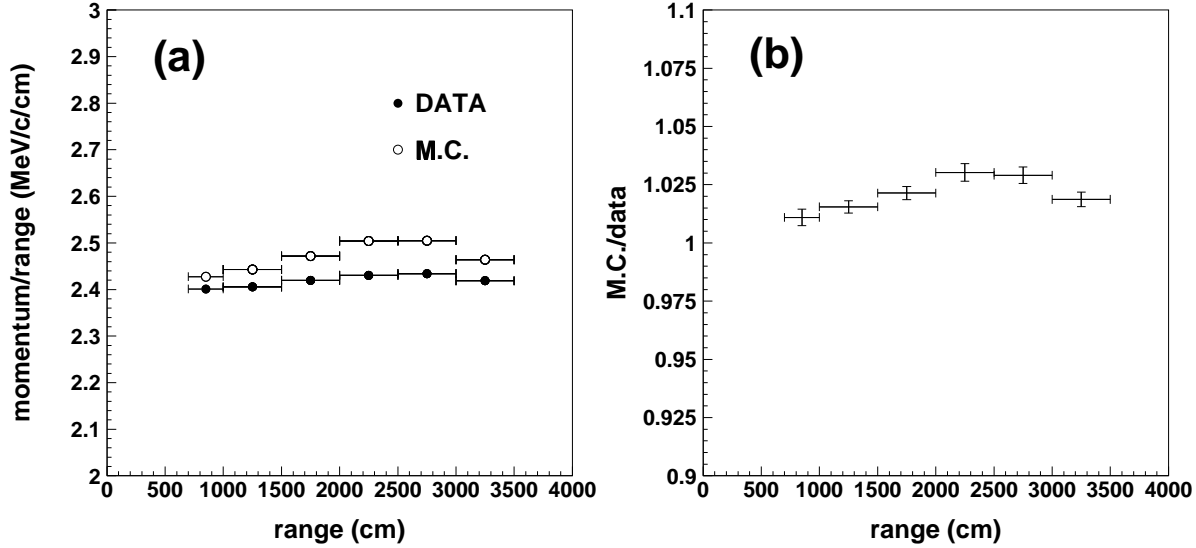 (a)
DATA
M.C.
momentum/range (MeV/c/cm)
3
2.9
2.8
2.7
2.6
2.5
2.4
2.3
2.2
2.1
2
0 500 1000 1500 2000 2500 3000 3500 4000
range (cm)
(b)
M.C./data
1.1
1.075
1.05
1.025
1
0.975
0.95
0.925
0.9
0 500 1000 1500 2000 2500 3000 3500 4000
range (cm)